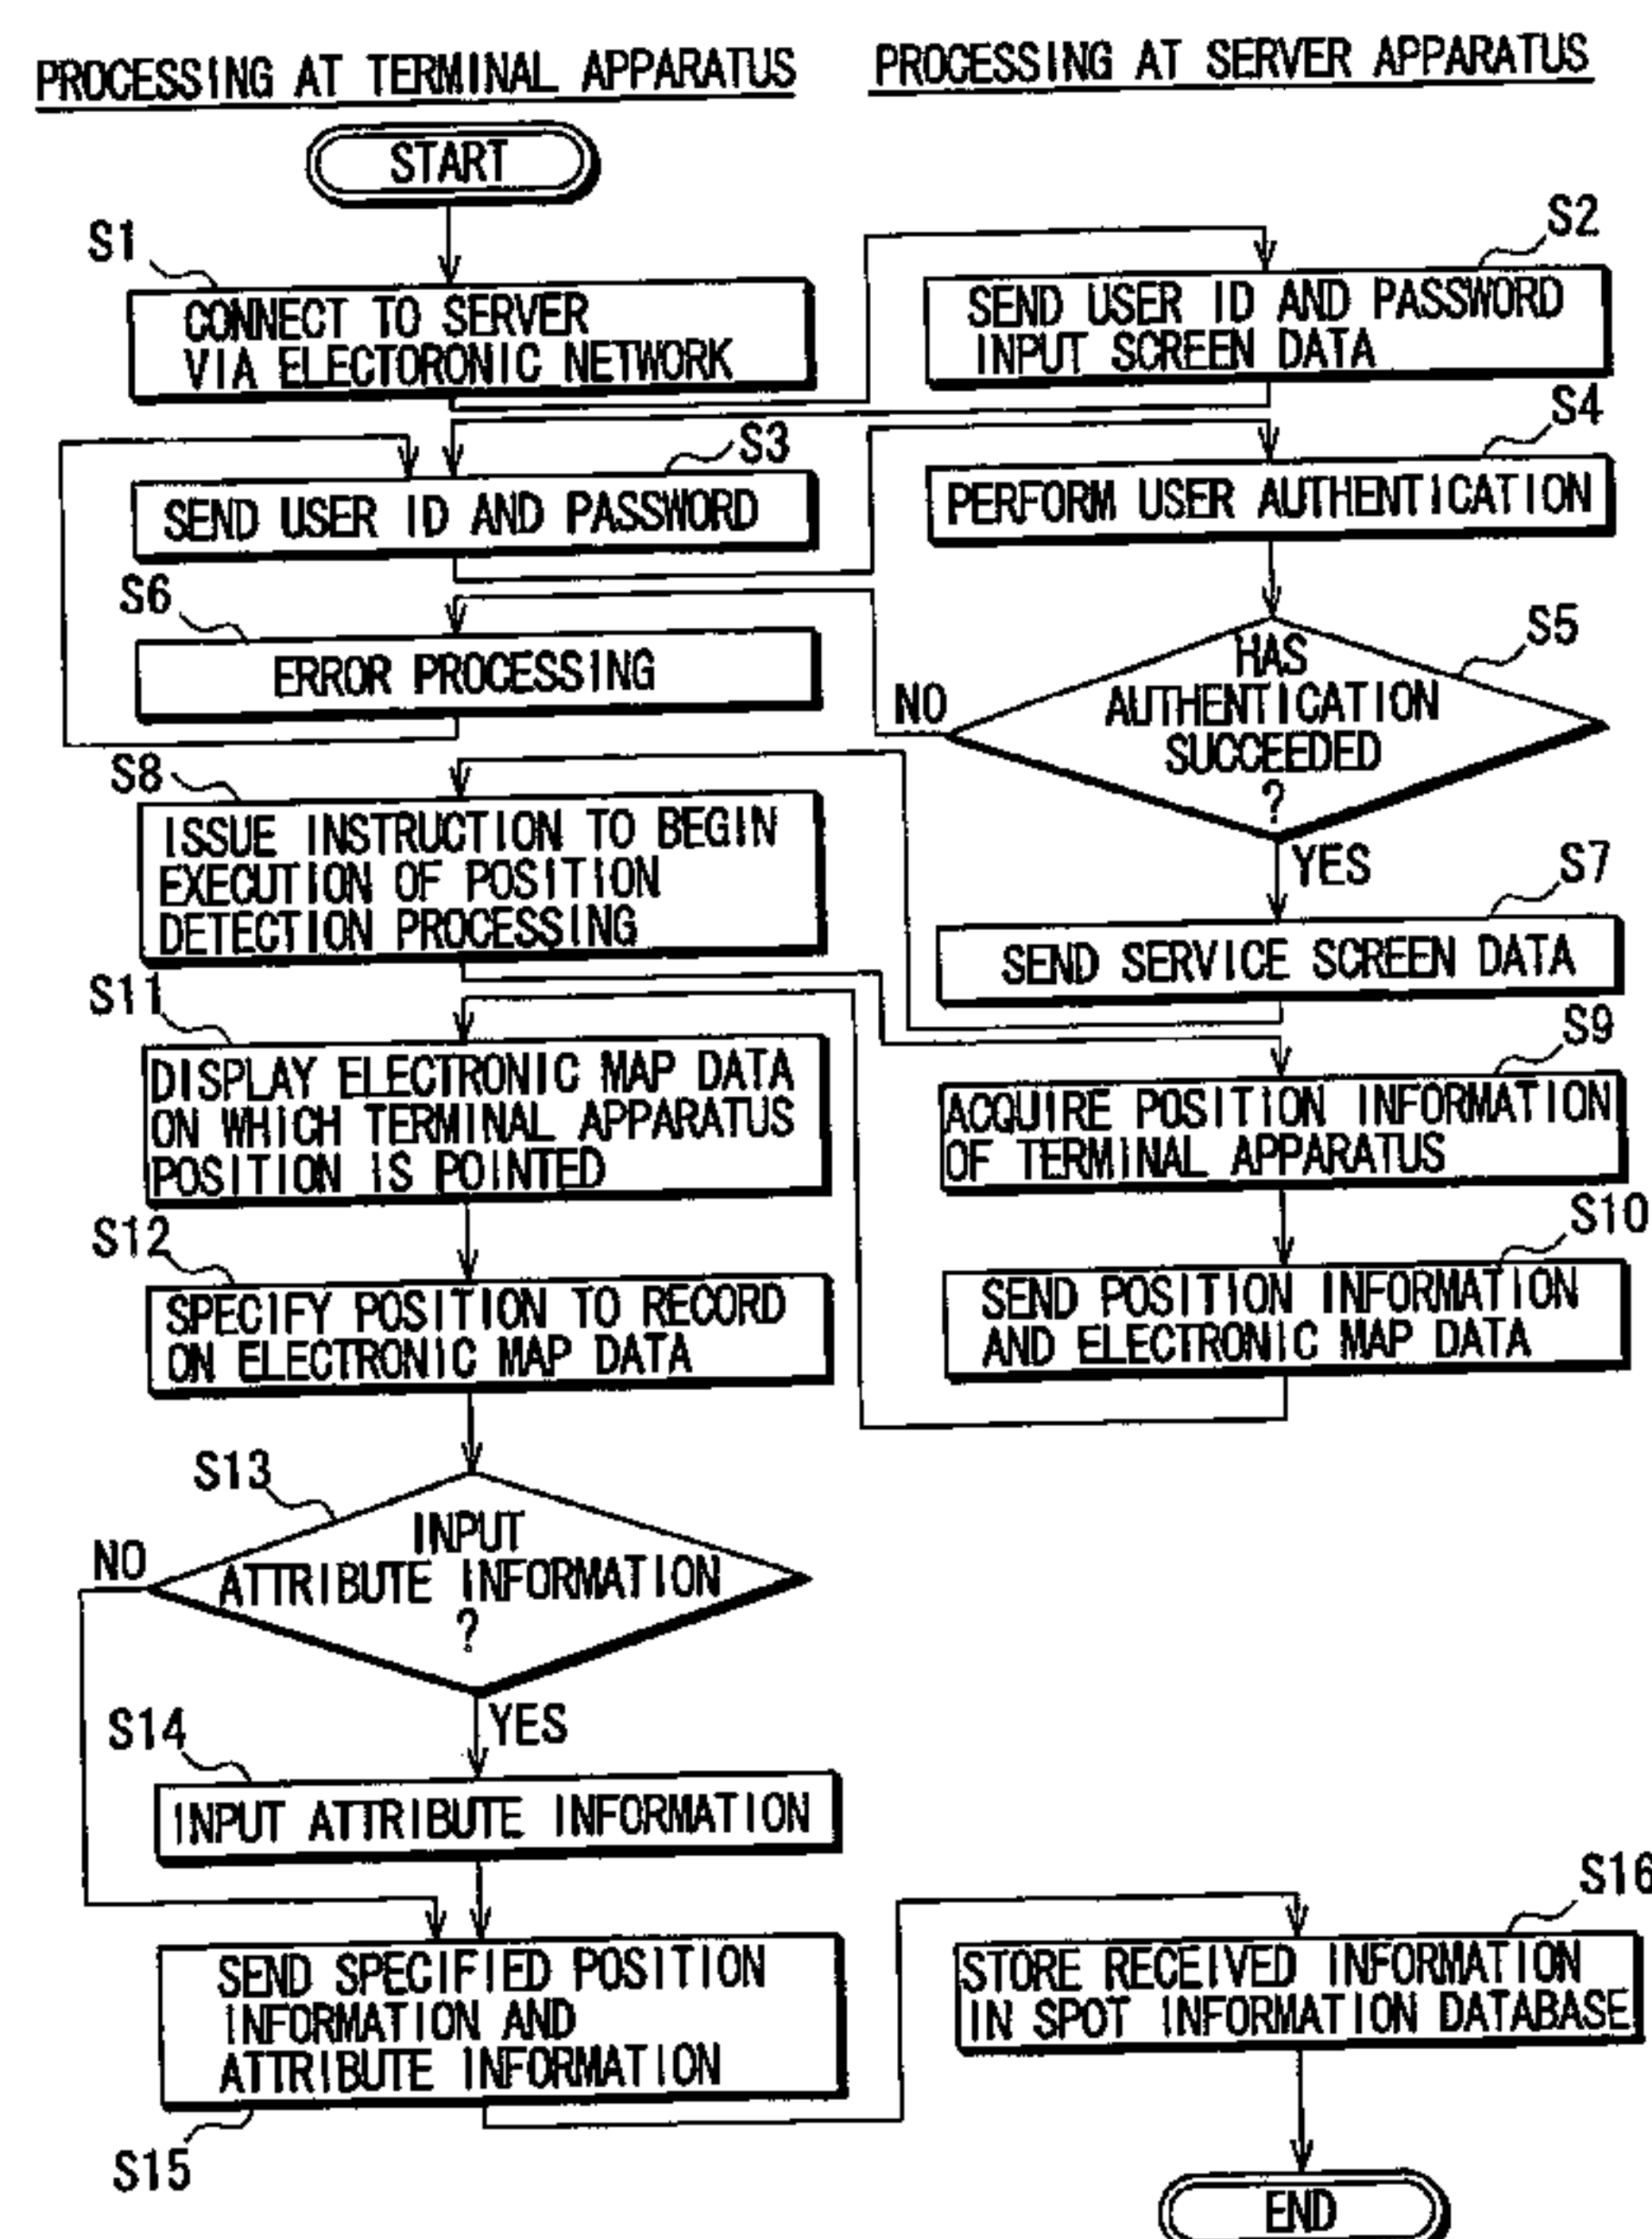 PROCESSING AT TERMINAL APPARATUS
PROCESSING AT SERVER APPARATUS
START
S1
CONNECT TO SERVER
VIA ELECTORONIC NETWORK
S2
SEND USER ID AND PASSWORD
INPUT SCREEN DATA
S3
SEND USER ID AND PASSWORD
S4
PERFORM USER AUTHENTICATION
S5
HAS
AUTHENTICATION
SUCCEEDED
?
NO
YES
S6
ERROR PROCESSING
S7
SEND SERVICE SCREEN DATA
S8
ISSUE INSTRUCTION TO BEGIN
EXECUTION OF POSITION
DETECTION PROCESSING
S9
ACQUIRE POSITION INFORMATION
OF TERMINAL APPARATUS
S10
SEND POSITION INFORMATION
AND ELECTRONIC MAP DATA
S11
DISPLAY ELECTRONIC MAP DATA
ON WHICH TERMINAL APPARATUS
POSITION IS POINTED
S12
SPECIFY POSITION TO RECORD
ON ELECTRONIC MAP DATA
S13
INPUT
ATTRIBUTE INFORMATION
?
NO
YES
S14
INPUT ATTRIBUTE INFORMATION
SEND SPECIFIED POSITION
INFORMATION AND
ATTRIBUTE INFORMATION
S15
S16
STORE RECEIVED INFORMATION
IN SPOT INFORMATION DATABASE
END